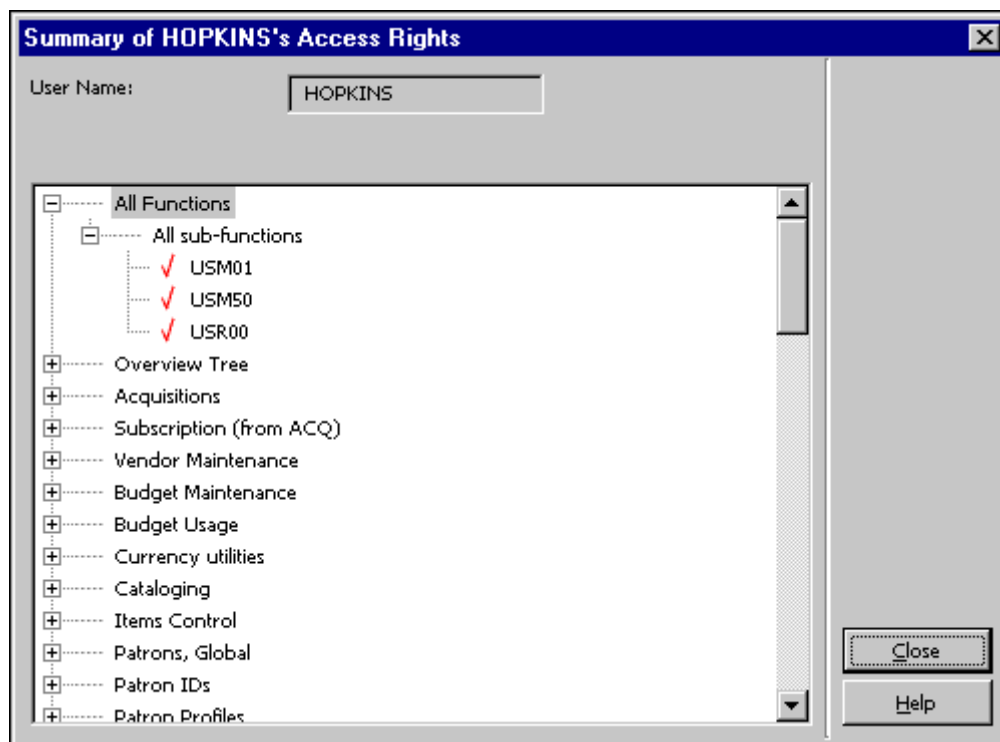 Summary of HOPKINS's Access Rights
User Name:
HOPKINS
All Functions
All sub-functions
USM01
USM50
USR00
Overview Tree
Acquisitions
Subscription (from ACQ)
Vendor Maintenance
Budget Maintenance
Budget Usage
Currency utilities
Cataloging
Items Control
Patrons, Global
Patron IDs
Patron Profiles
Close
Help